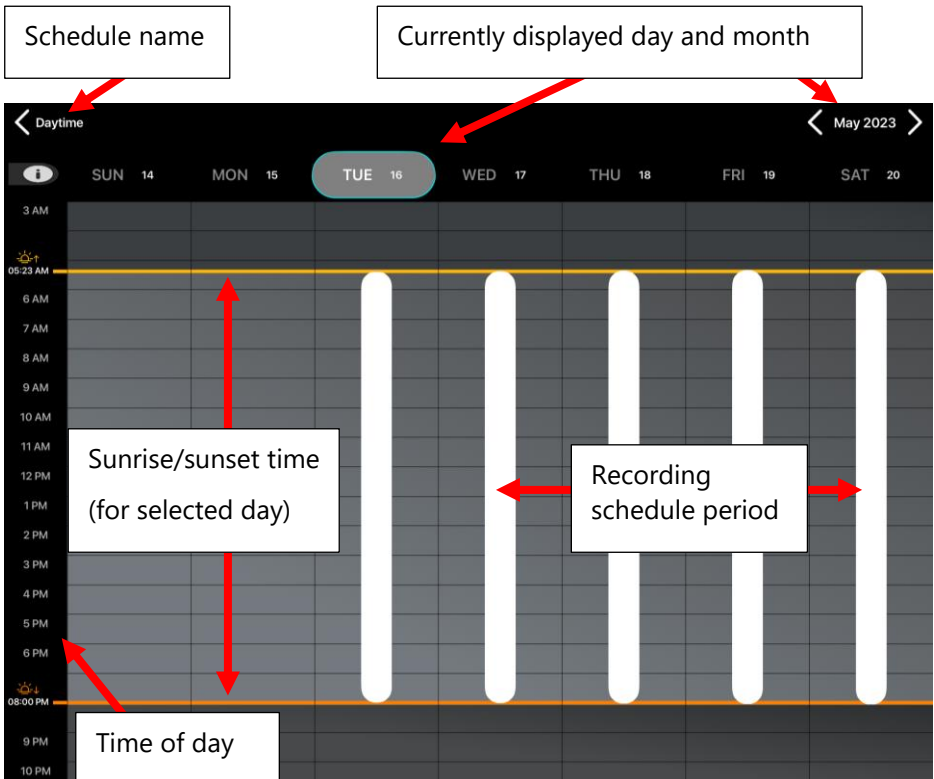 Schedule name
Currently displayed day and month
Daytime
May 2023
i
SUN 14 MON 15 TUE 16 WED 17 THU 18 FRI 19 SAT 20
3 AM
05:23 AM
6 AM
7 AM
8 AM
9 AM
10 AM
11 AM
12 PM
1 PM
2 PM
3 PM
4 PM
5 PM
6 PM
08:00 PM
9 PM
10 PM
Sunrise/sunset time
(for selected day)
Recording
schedule period
Time of day